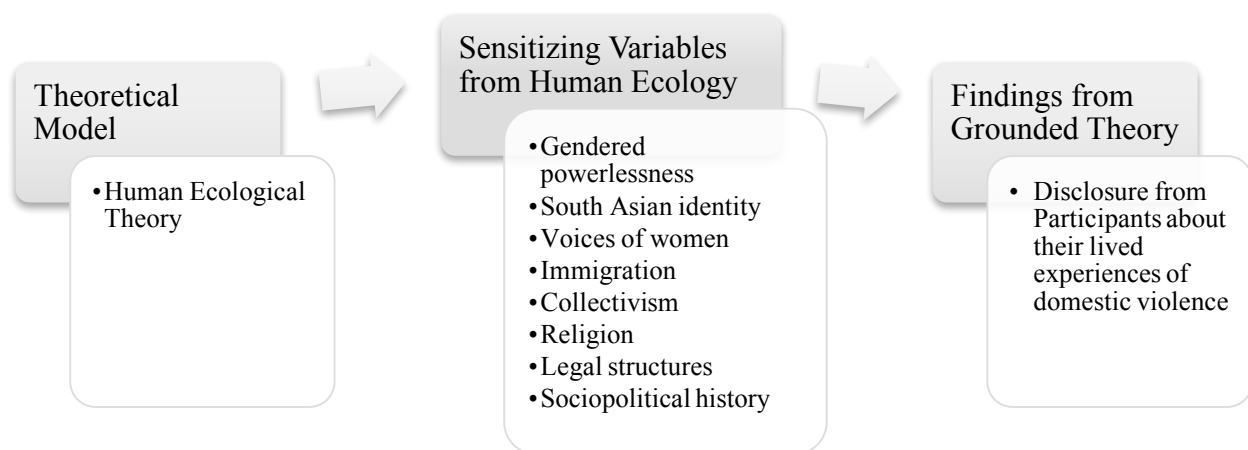 Theoretical
Model
•Human Ecological
Theory
Sensitizing Variables
from Human Ecology
•Gendered
powerlessness
•South Asian identity
•Voices of women
•Immigration
•Collectivism
•Religion
•Legal structures
•Sociopolitical history
Findings from
Grounded Theory
• Disclosure from
Participants about
their lived
experiences of
domestic violence